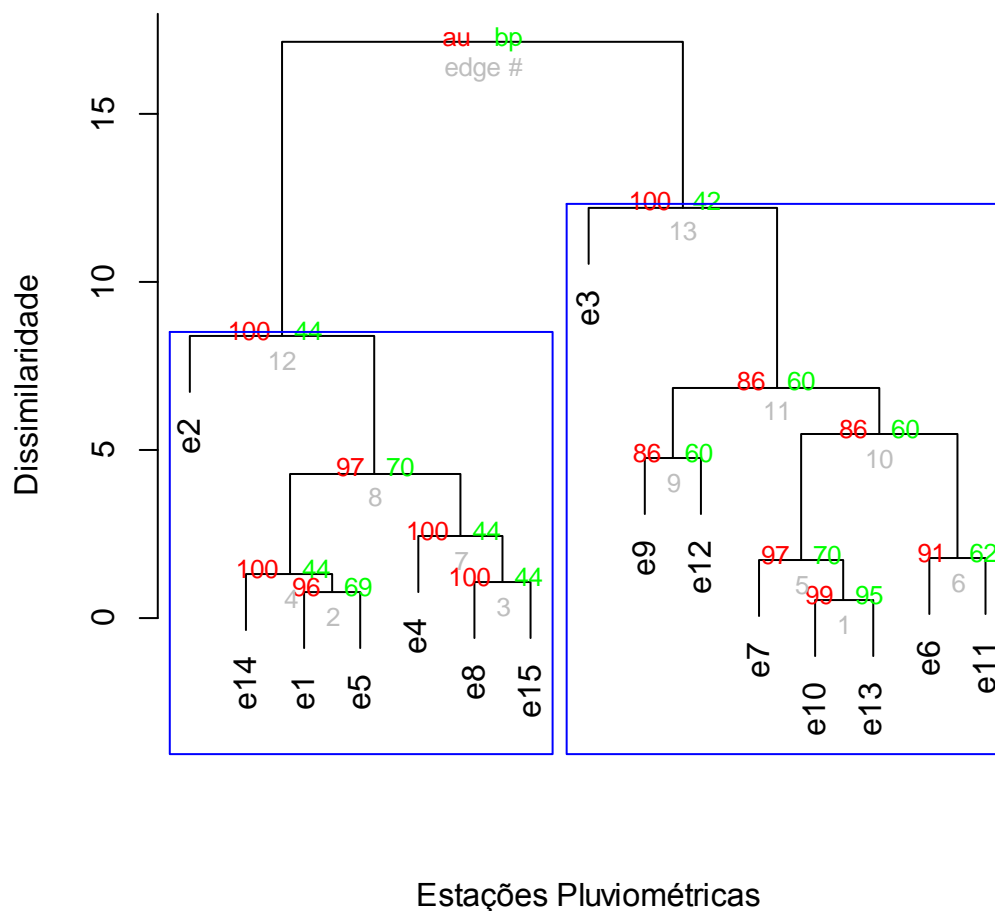 au bp
edge #
15
100 42
13
10
e3
100 44
12
86 60
11
e2
5
86 60
10
97 70
8
86 60
9
e9
e12
100 44
7
97 70
5
91 62
6
100 44
4
96 69
2
100 44
3
99 95
1
0
e14
e1
e5
e4
e8
e15
e7
e10
e13
e6
e11
Dissimilaridade
Estações Pluviométricas